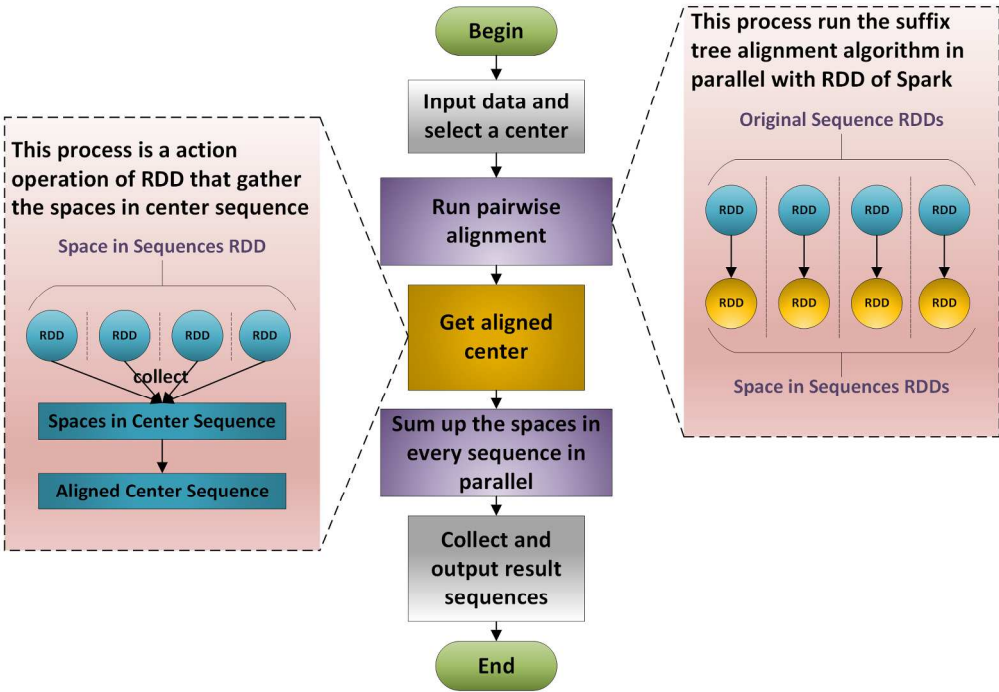 Begin
Input data and
select a center
Run pairwise
alignment
Get aligned
center
Sum up the spaces in
every sequence in
parallel
Collect and
output result
sequences
End
This process is a action
operation of RDD that gather
the spaces in center sequence
Space in Sequences RDD
RDD RDD RDD RDD
collect
Spaces in Center Sequence
Aligned Center Sequence
This process run the suffix
tree alignment algorithm in
parallel with RDD of Spark
Original Sequence RDDs
RDD RDD RDD RDD
RDD RDD RDD RDD
Space in Sequences RDDs